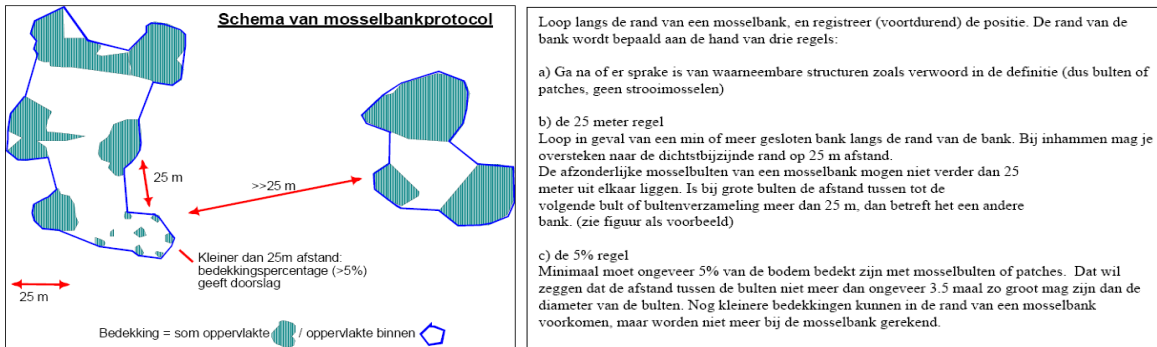 Schema van mosselbankprotocol
25 m
>>25 m
Kleiner dan 25m afstand:
bedekkingspercentage (>5%)
geeft doorslag
25 m
Bedekking = som oppervlakte / oppervlakte binnen
Loop langs de rand van een mosselbank, en registreer (voortdurend) de positie. De rand van de
bank wordt bepaald aan de hand van drie regels:
a) Ga na of er sprake is van waarneembare structuren zoals verwoord in de definitie (dus bulten of
patches, geen strooimosselen)
b) de 25 meter regel
Loop in geval van een min of meer gesloten bank langs de rand van de bank. Bij inhammen mag je
oversteken naar de dichtstbijzijnde rand op 25 m afstand.
De afzonderlijke mosselbulten van een mosselbank mogen niet verder dan 25
meter uit elkaar liggen. Is bij grote bulten de afstand tussen tot de
volgende bult of bultenverzameling meer dan 25 m, dan betreft het een andere
bank. (zie figuur als voorbeeld)
c) de 5% regel
Minimaal moet ongeveer 5% van de bodem bedekt zijn met mosselbulten of patches. Dat wil
zeggen dat de afstand tussen de bulten niet meer dan ongeveer 3.5 maal zo groot mag zijn dan de
diameter van de bulten. Nog kleinere bedekkingen kunnen in de rand van een mosselbank
voorkomen, maar worden niet meer bij de mosselbank gerekend.